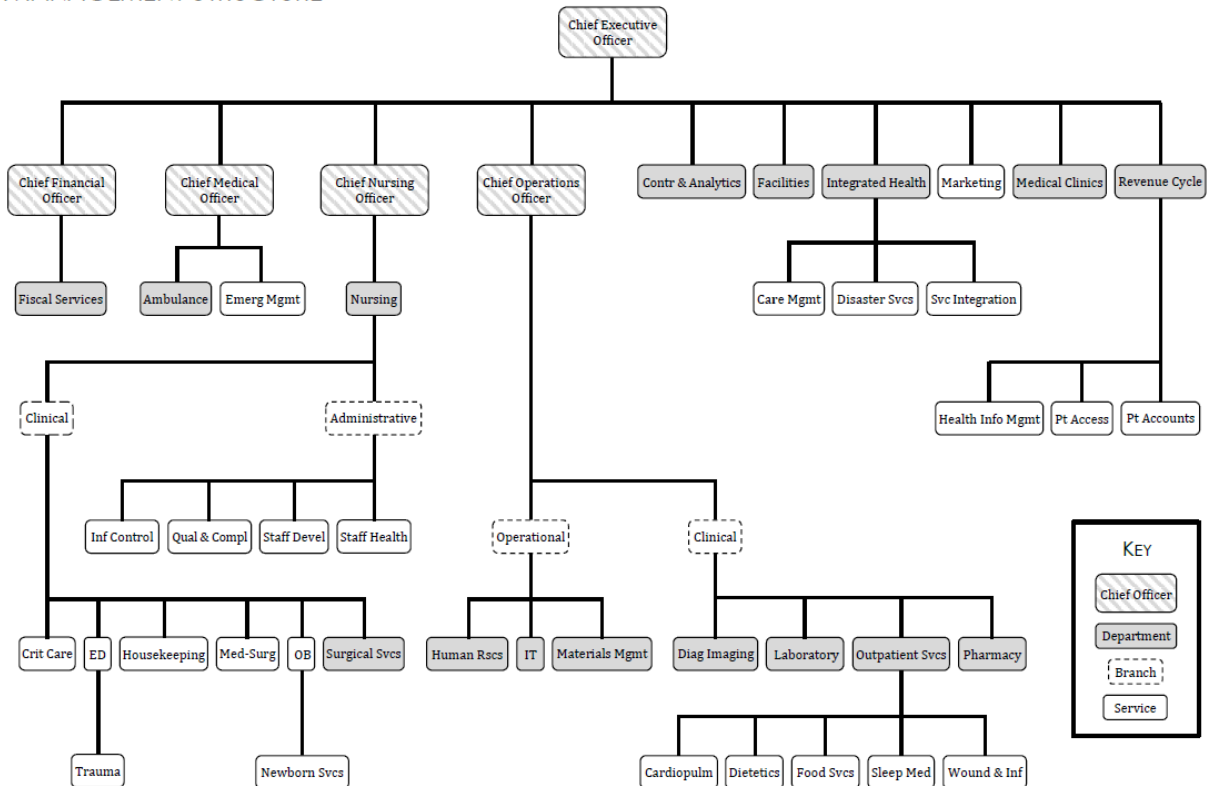 Chief Executive
Officer
Chief Financial
Officer
Chief Medical
Officer
Chief Nursing
Officer
Chief Operations
Officer
Contr & Analytics
Facilities
Integrated Health
Marketing
Medical Clinics
Revenue Cycle
Fiscal Services
Ambulance
Emerg Mgmt
Nursing
Care Mgmt
Disaster Svcs
Svc Integration
Clinical
Administrative
Health Info Mgmt
Pt Access
Pt Accounts
Inf Control
Qual & Compl
Staff Devel
Staff Health
Operational
Clinical
Crit Care
ED
Housekeeping
Med-Surg
OB
Surgical Svcs
Human Rscs
IT
Materials Mgmt
Diag Imaging
Laboratory
Outpatient Svcs
Pharmacy
Trauma
Newborn Svcs
Cardiopulm
Dietetics
Food Svcs
Sleep Med
Wound & Inf
KEY
Chief Officer
Department
Branch
Service